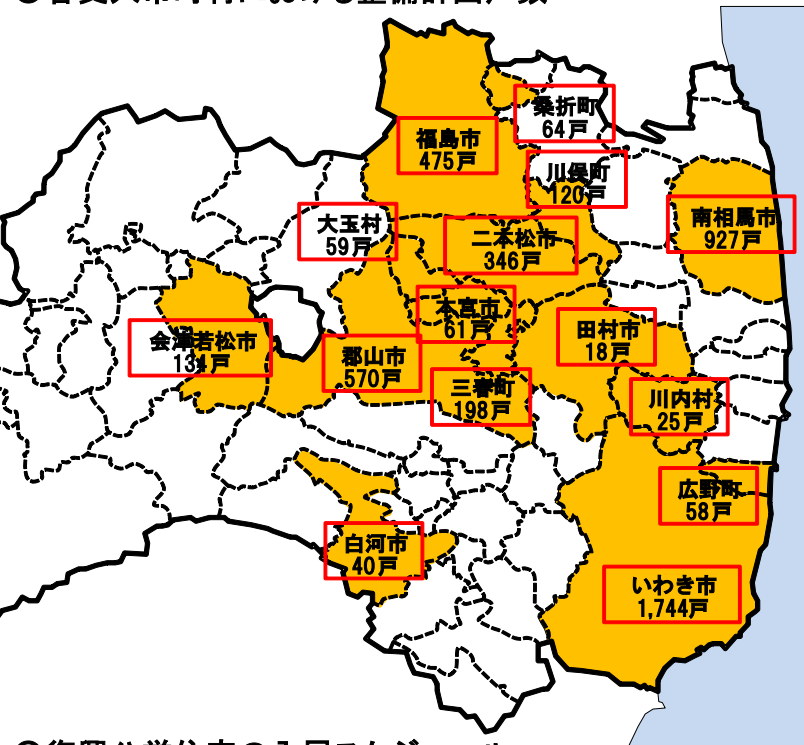 桑折町
64戸
福島市
475戸
川俣町
120戸
大玉村
59戸
南相馬市
927戸
二本松市
346戸
本宮市
61戸
田村市
18戸
会津若松市
134戸
郡山市
570戸
三春町
198戸
川内村
25戸
広野町
58戸
白河市
40戸
いわき市
1,744戸